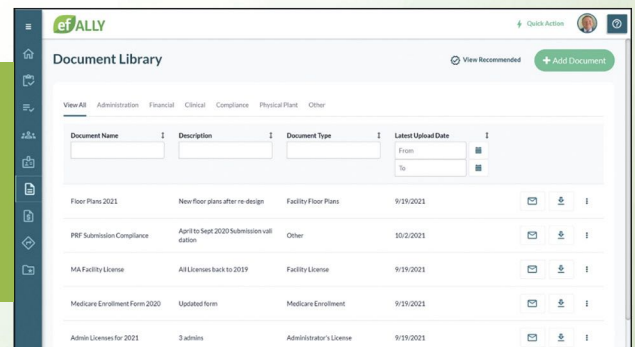 efALLY
Quick Action
Document Library
View Recommended
+ Add Document
View All Administration Financial Clinical Compliance Physical Plant Other
Document Name Description Document Type Latest Upload Date
From
To
Floor Plans 2021 New floor plans after re-design Facility Floor Plans 9/19/2021
PRF Submission Compliance April to Sept 2020 Submission vali
dation Other 10/2/2021
MA Facility License All Licenses back to 2019 Facility License 9/19/2021
Medicare Enrollment Form 2020 Updated form Medicare Enrollment 9/19/2021
Admin Licenses for 2021 3 admins Administrator's License 9/19/2021